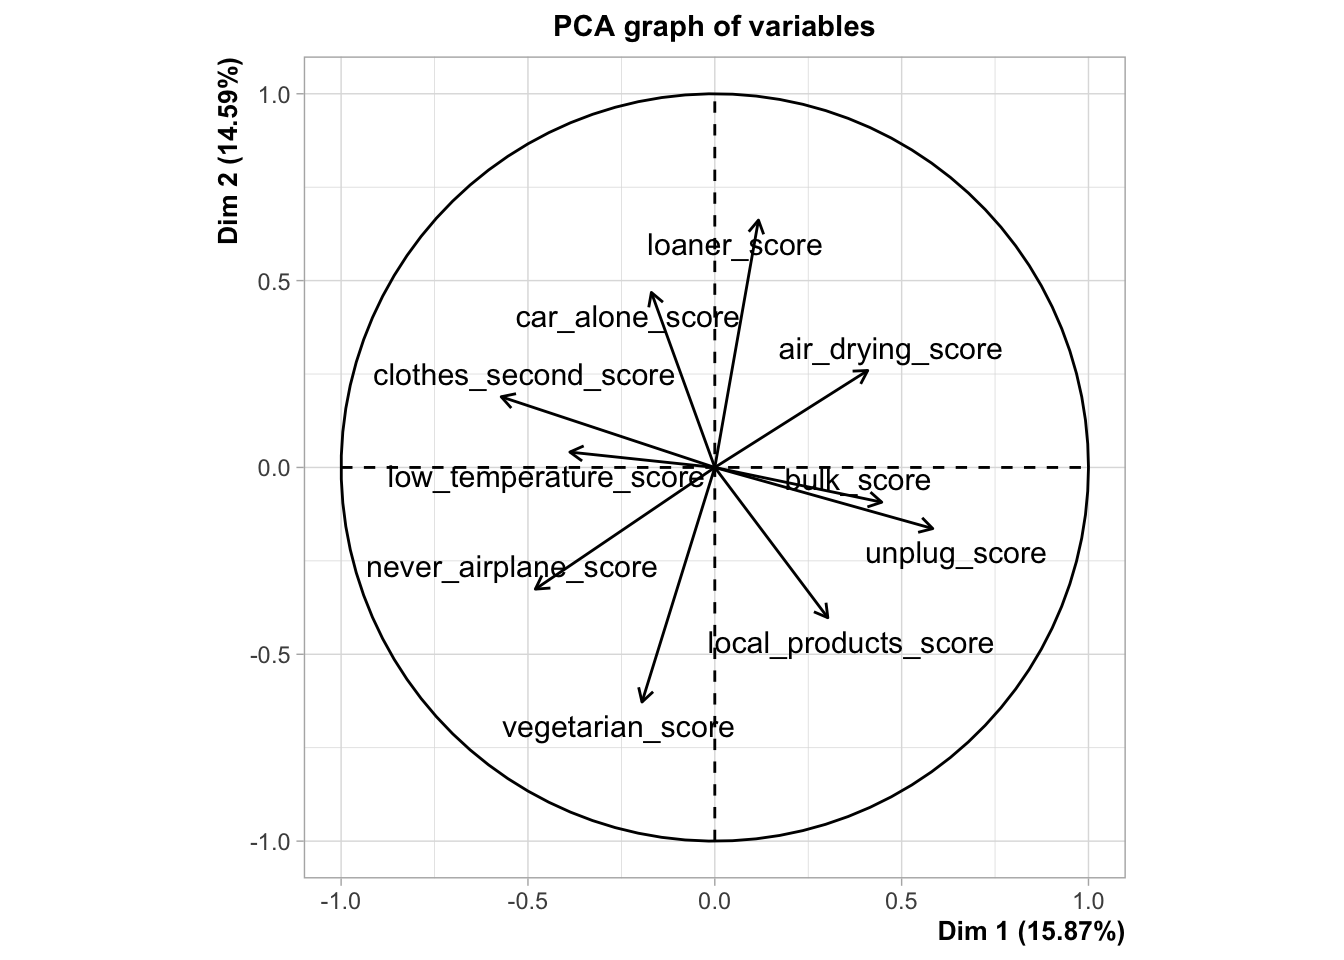 PCA graph of variables
Dim 2 (14.59%)
1.0
0.5
0.0
-0.5
-1.0
loaner_score
car_alone_score
air_drying_score
clothes_second_score
low_temperature_score
bulk_score
unplug_score
never_airplane_score
local_products_score
vegetarian_score
-1.0 -0.5 0.0 0.5 1.0
Dim 1 (15.87%)